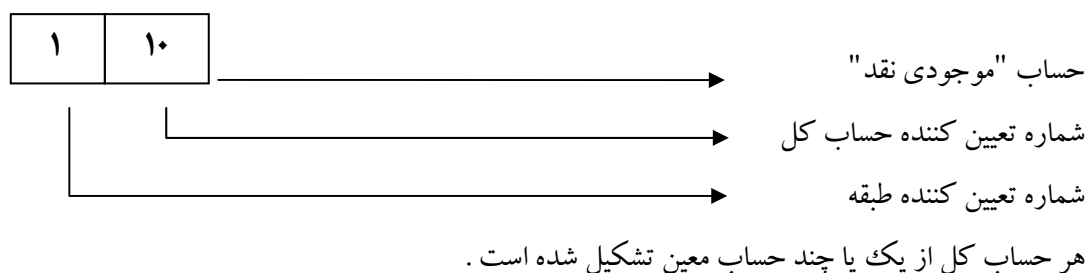 ۱ ۱۰
حساب "موجودی نقد"
شماره تعیین کننده حساب کل
شماره تعیین کننده طبقه
هر حساب کل از یک یا چند حساب معین تشکیل شده است .